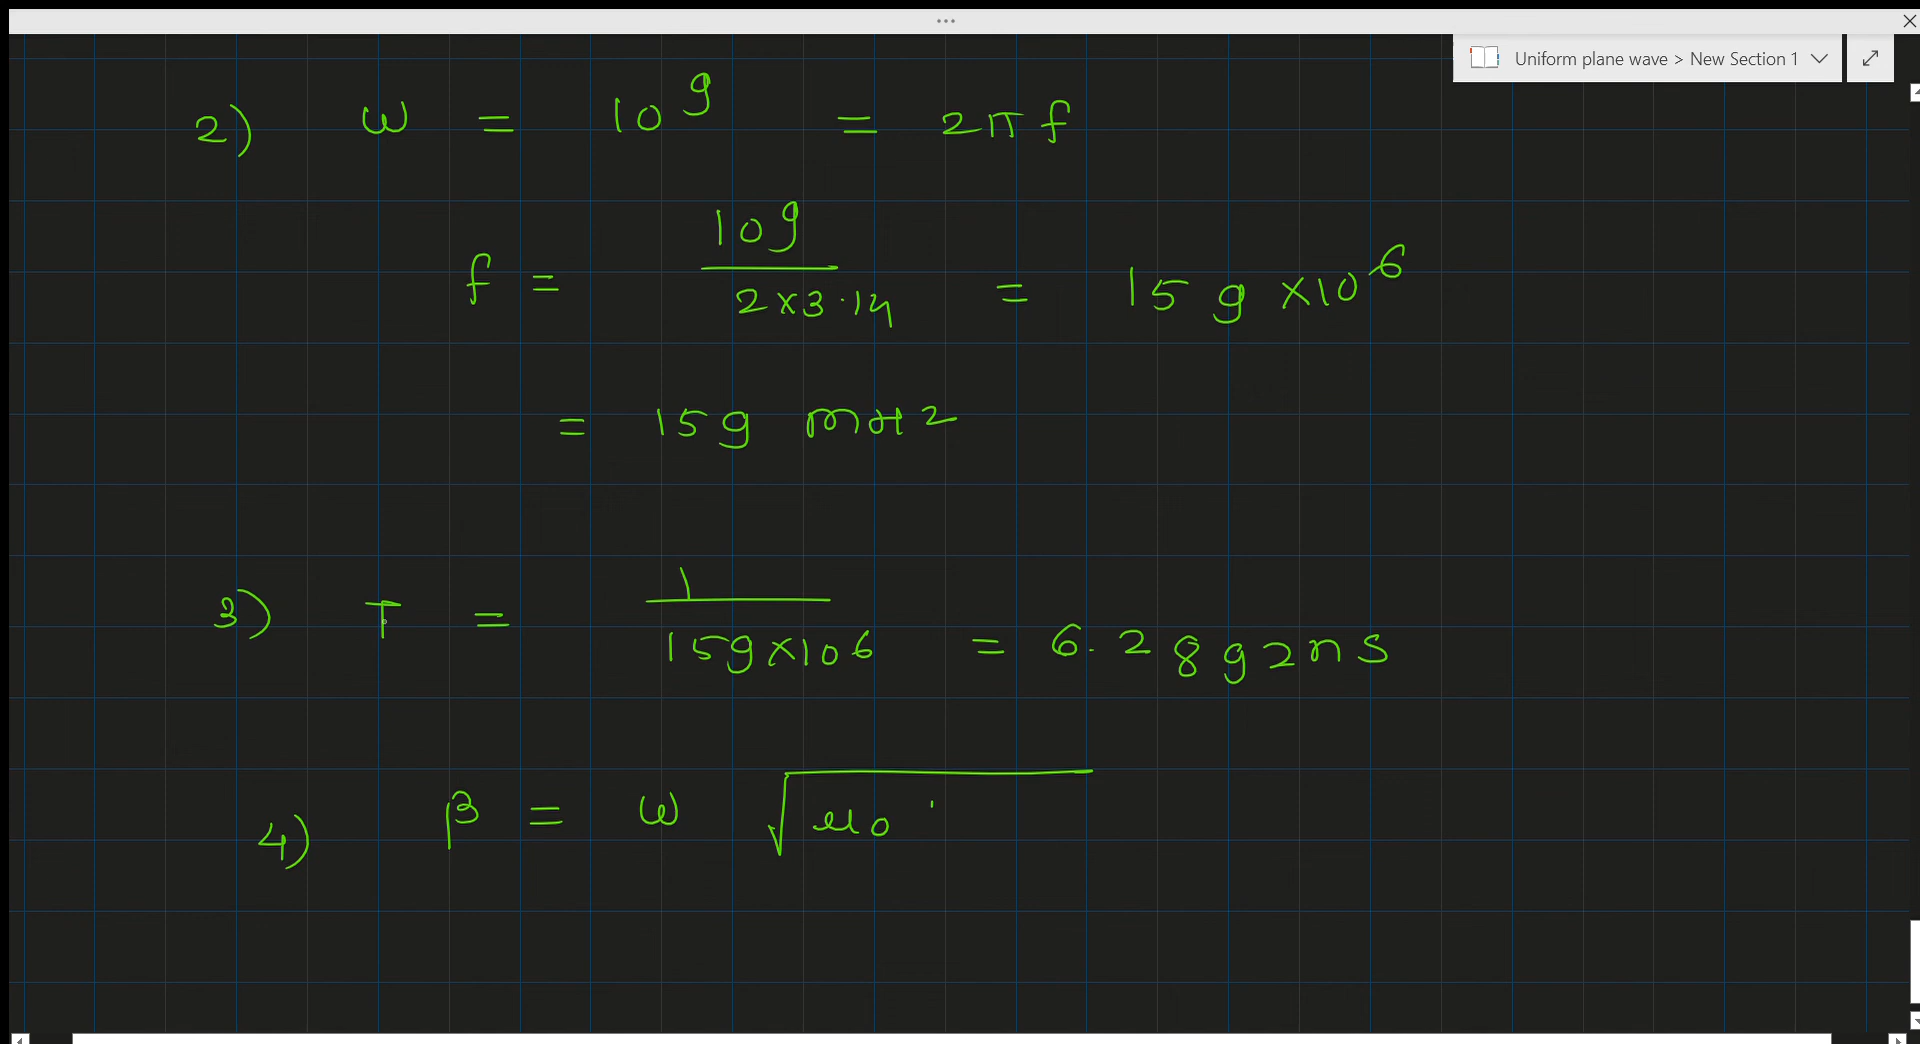 Uniform plane wave > New Section 1
2) ω = 10^9 = 2πf
f = 10^9 / 2×3.14 = 159 ×10^6
= 159 mHz
3) T = 1 / 159×10^6 = 6.2892ns
4) β = ω √μ0